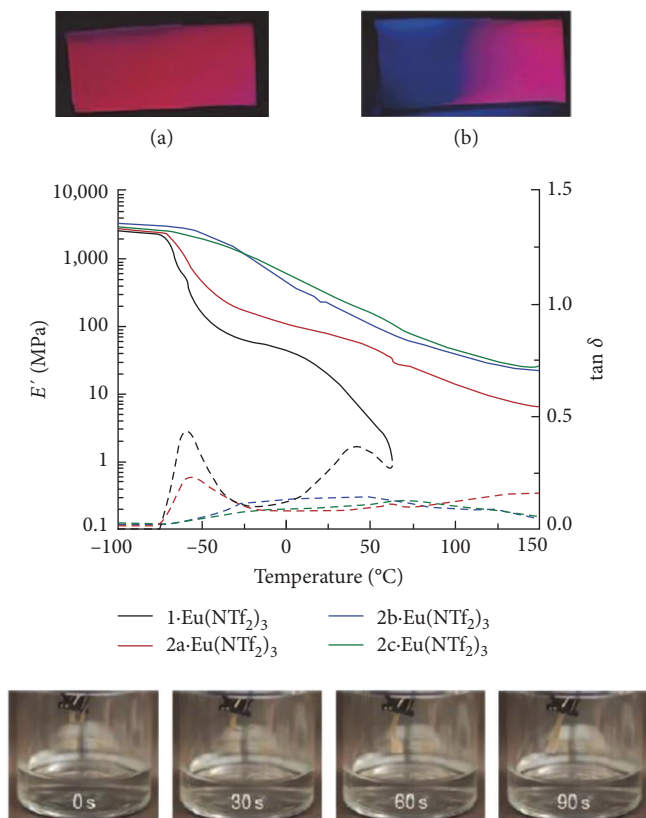 (a)
(b)
10,000
1,000
100
10
1
0.1
E′ (MPa)
1.5
1.0
0.5
0.0
tan δ
−100
−50
0
50
100
150
Temperature (°C)
1·Eu(NTf₂)₃
2b·Eu(NTf₂)₃
2a·Eu(NTf₂)₃
2c·Eu(NTf₂)₃
0 s
30 s
60 s
90 s